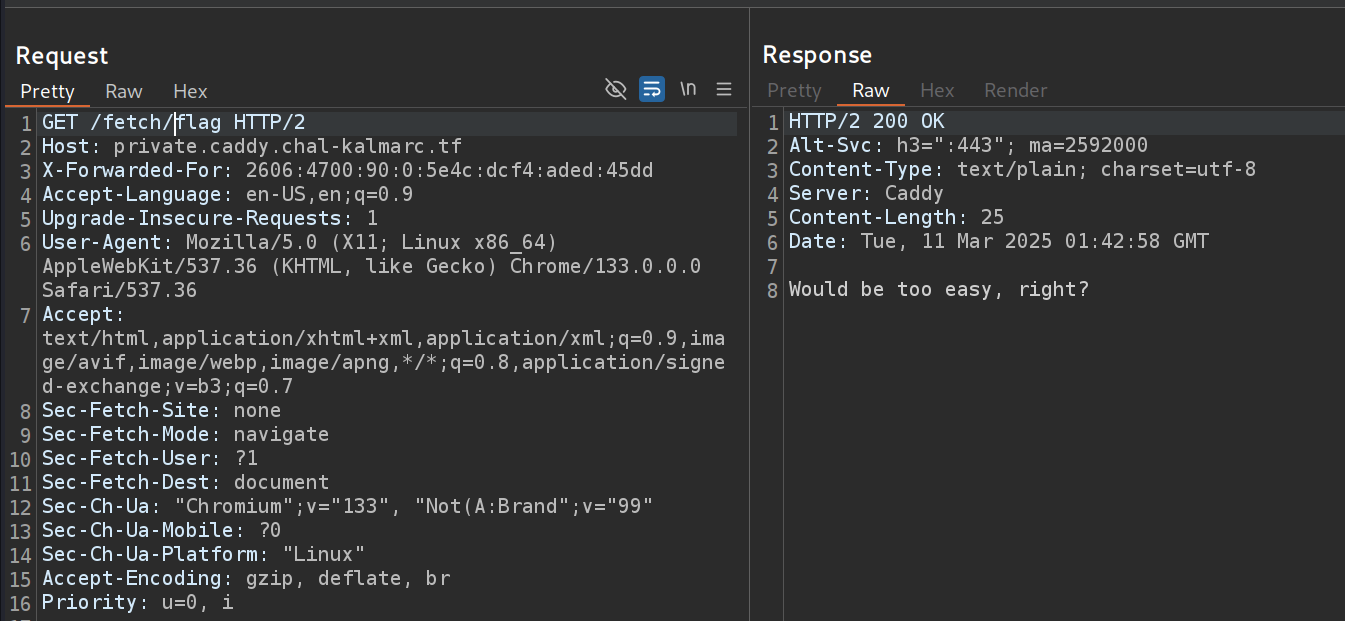 Request
Pretty Raw Hex
\n
1 GET /fetch/flag HTTP/2
2 Host: private.caddy.chal-kalmarc.tf
3 X-Forwarded-For: 2606:4700:90:0:5e4c:dcf4:aded:45dd
4 Accept-Language: en-US,en;q=0.9
5 Upgrade-Insecure-Requests: 1
6 User-Agent: Mozilla/5.0 (X11; Linux x86_64)
AppleWebKit/537.36 (KHTML, like Gecko) Chrome/133.0.0.0
Safari/537.36
7 Accept:
text/html,application/xhtml+xml,application/xml;q=0.9,ima
ge/avif,image/webp,image/apng,*/*;q=0.8,application/signe
d-exchange;v=b3;q=0.7
8 Sec-Fetch-Site: none
9 Sec-Fetch-Mode: navigate
10 Sec-Fetch-User: ?1
11 Sec-Fetch-Dest: document
12 Sec-Ch-Ua: "Chromium";v="133", "Not(A:Brand";v="99"
13 Sec-Ch-Ua-Mobile: ?0
14 Sec-Ch-Ua-Platform: "Linux"
15 Accept-Encoding: gzip, deflate, br
16 Priority: u=0, i
Response
Pretty Raw Hex Render
1 HTTP/2 200 OK
2 Alt-Svc: h3=":443"; ma=2592000
3 Content-Type: text/plain; charset=utf-8
4 Server: Caddy
5 Content-Length: 25
6 Date: Tue, 11 Mar 2025 01:42:58 GMT
7
8 Would be too easy, right?